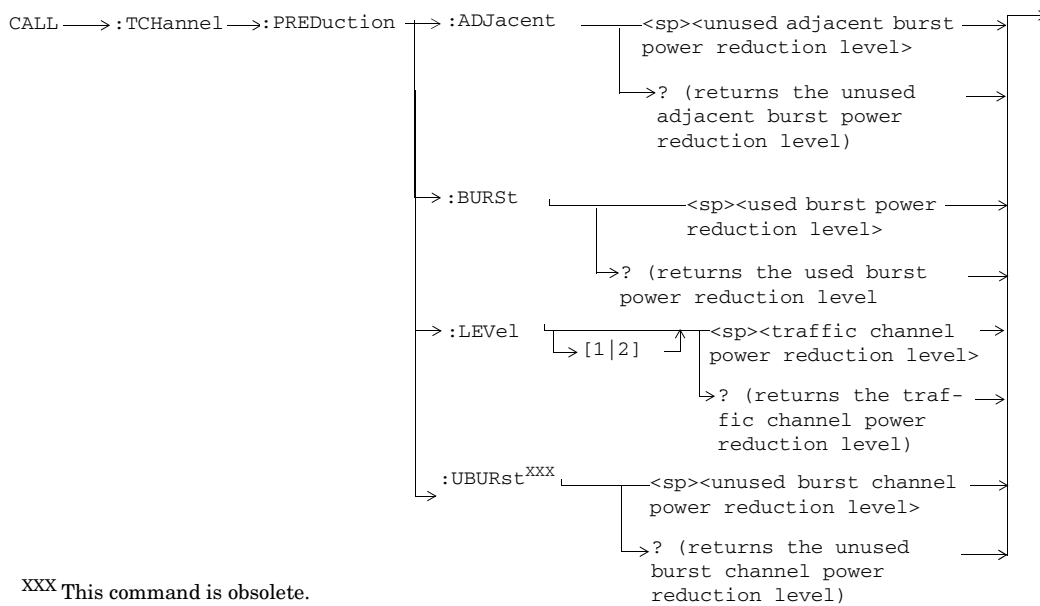 CALL :TCHannel :PREDuction :ADJacent <sp><unused adjacent burst
power reduction level>
? (returns the unused
adjacent burst power
reduction level)
:BURSt <sp><used burst power
reduction level>
? (returns the used burst
power reduction level
:LEVel [1|2] <sp><traffic channel
power reduction level>
? (returns the traf-
fic channel power
reduction level)
:UBURstXXX <sp><unused burst channel
power reduction level>
? (returns the unused
burst channel power
reduction level)
XXX This command is obsolete.